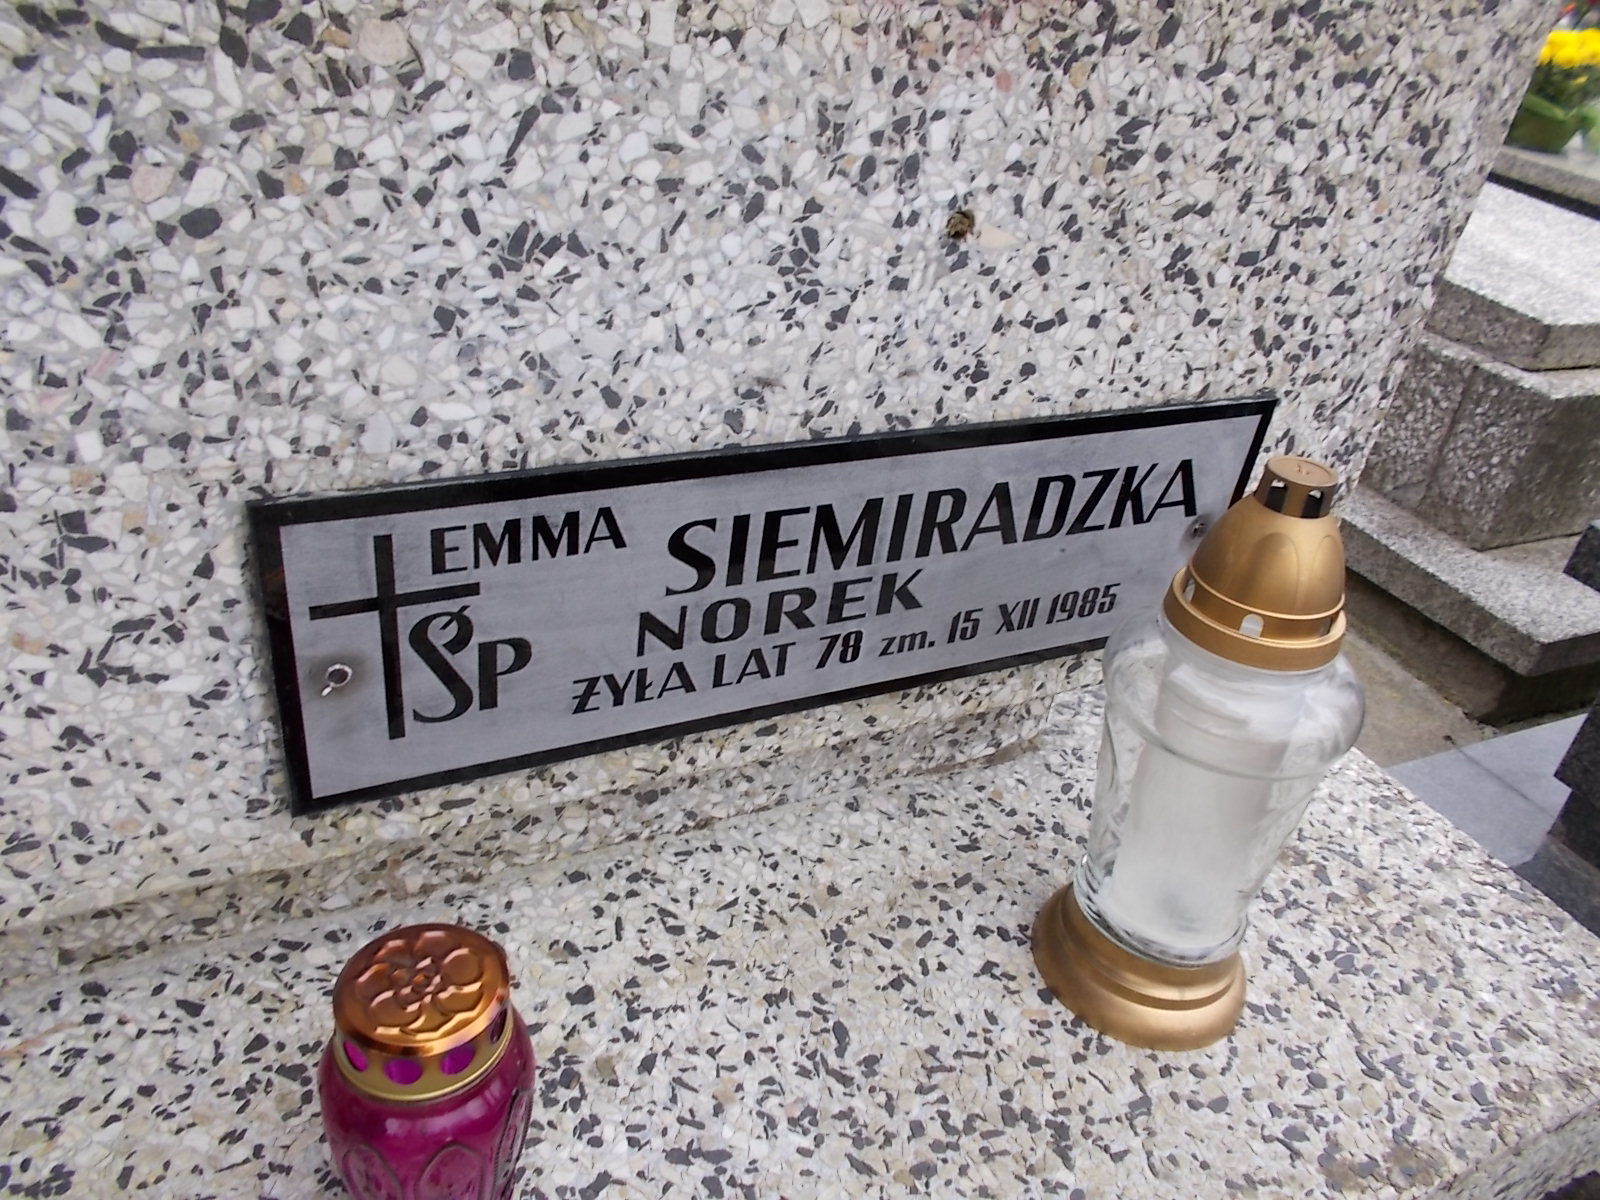 EMMA SIEMIRADZKA
ŚP NOREK
ŻYŁA LAT 78 zm. 15 XII 1985